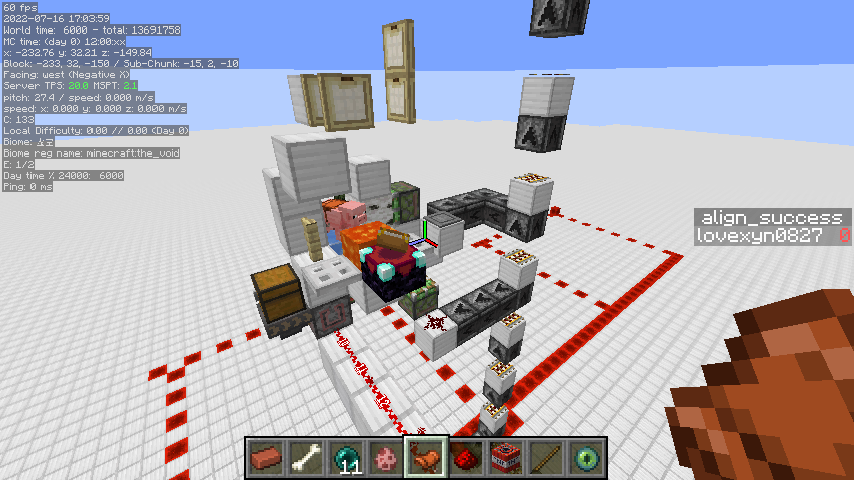 60 fps
2022-07-16 17:03:59
World time: 6000 - total: 13691758
MC time: (day 0) 12:00:xx
x: -232.76 y: 32.21 z: -149.84
Block: -233, 32, -150 / Sub-Chunk: -15, 2, -10
Facing: west (Negative X)
Server TPS: 20.0 MSPT: 2.1
pitch: 27.4 / speed: 0.000 m/s
speed: x: 0.000 y: 0.000 z: 0.000 m/s
C: 133
Local Difficulty: 0.00 // 0.00 (Day 0)
Biome:
Biome reg name: minecraft:the_void
E: 1/2
Day time % 24000: 6000
Ping: 0 ms
align_success
lovexyn0827 0
11